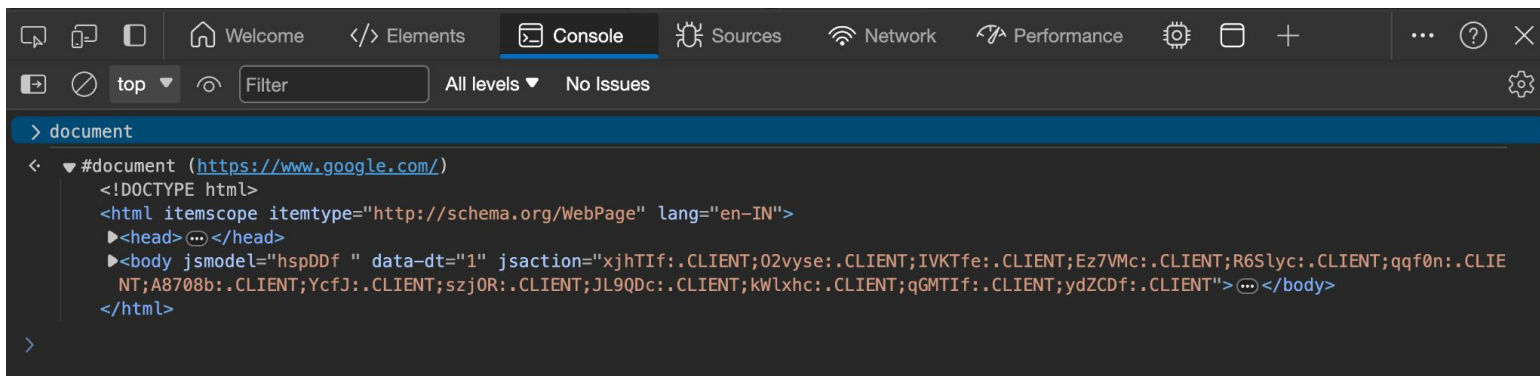 Welcome </> Elements Console Sources Network Performance
top Filter All levels No Issues
> document
#document (https://www.google.com/)
<!DOCTYPE html>
<html itemscope itemtype="http://schema.org/WebPage" lang="en-IN">
<head>…</head>
<body jsmodel="hspDDf " data-dt="1" jsaction="xjhTIf:.CLIENT;O2vyse:.CLIENT;IVKTfe:.CLIENT;Ez7VMc:.CLIENT;R6Slyc:.CLIENT;qqf0n:.CLIE
NT;A8708b:.CLIENT;YcfJ:.CLIENT;szjOR:.CLIENT;JL9QDc:.CLIENT;kWlxhc:.CLIENT;qGMTIf:.CLIENT;ydZCDf:.CLIENT">…</body>
</html>
>